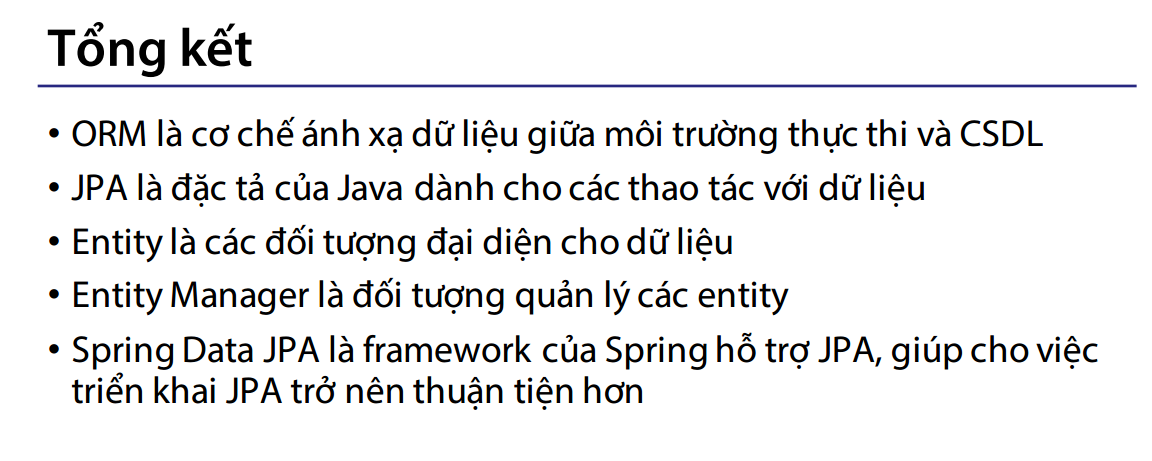 Tổng kết
• ORM là cơ chế ánh xạ dữ liệu giữa môi trường thực thi và CSDL
• JPA là đặc tả của Java dành cho các thao tác với dữ liệu
• Entity là các đối tượng đại diện cho dữ liệu
• Entity Manager là đối tượng quản lý các entity
• Spring Data JPA là framework của Spring hỗ trợ JPA, giúp cho việc
triển khai JPA trở nên thuận tiện hơn